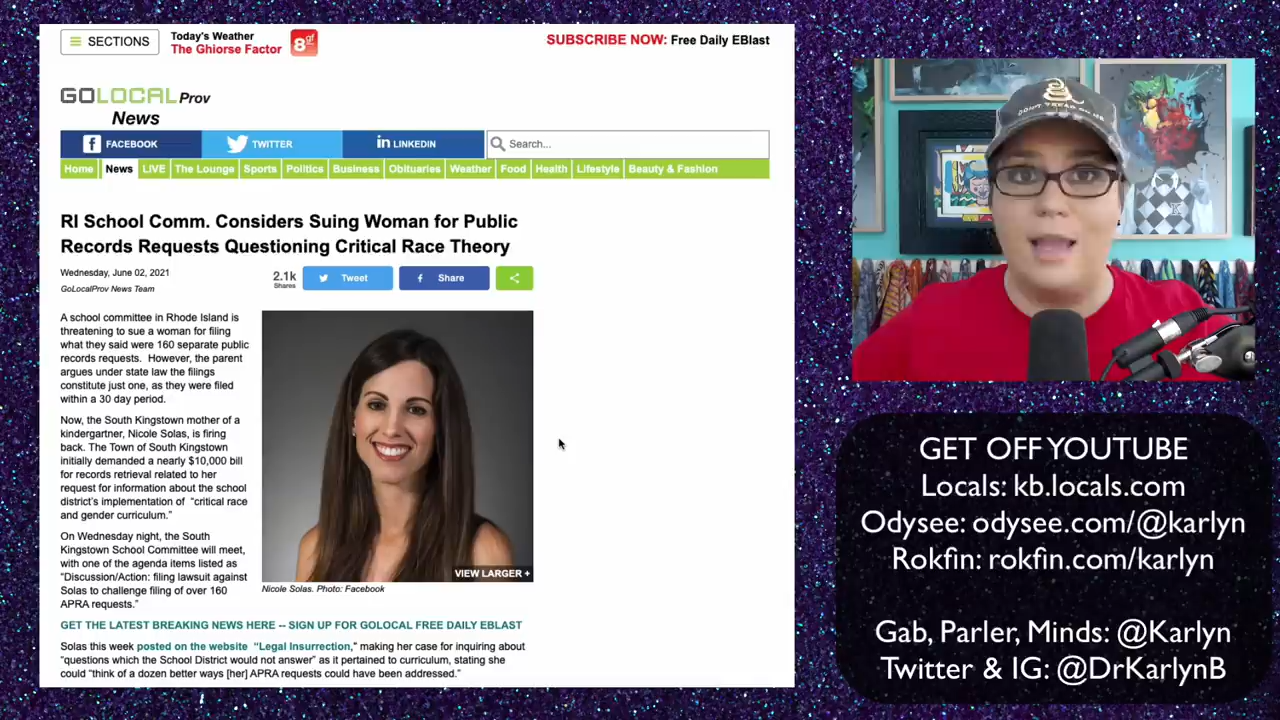 SECTIONS
Today's Weather
The Ghiorse Factor
8
gf
SUBSCRIBE NOW: Free Daily EBlast
GOLOCAL Prov
News
FACEBOOK
TWITTER
LINKEDIN
Search...
Home
News
LIVE
The Lounge
Sports
Politics
Business
Obituaries
Weather
Food
Health
Lifestyle
Beauty & Fashion
RI School Comm. Considers Suing Woman for Public
Records Requests Questioning Critical Race Theory
Wednesday, June 02, 2021
GoLocalProv News Team
2.1k
Shares
Tweet
Share
A school committee in Rhode Island is
threatening to sue a woman for filing
what they said were 160 separate public
records requests. However, the parent
argues under state law the filings
constitute just one, as they were filed
within a 30 day period.
Now, the South Kingstown mother of a
kindergartner, Nicole Solas, is firing
back. The Town of South Kingstown
initially demanded a nearly $10,000 bill
for records retrieval related to her
request for information about the school
district's implementation of “critical race
and gender curriculum.”
On Wednesday night, the South
Kingstown School Committee will meet,
with one of the agenda items listed as
“Discussion/Action: filing lawsuit against
Solas to challenge filing of over 160
APRA requests.”
VIEW LARGER +
Nicole Solas. Photo: Facebook
GET THE LATEST BREAKING NEWS HERE -- SIGN UP FOR GOLOCAL FREE DAILY EBLAST
Solas this week posted on the website “Legal Insurrection,” making her case for inquiring about
“questions which the School District would not answer” as it pertained to curriculum, stating she
could “think of a dozen better ways [her] APRA requests could have been addressed.”
DON'T TREAD ON ME
GET OFF YOUTUBE
Locals: kb.locals.com
Odysee: odysee.com/@karlyn
Rokfin: rokfin.com/karlyn
Gab, Parler, Minds: @Karlyn
Twitter & IG: @DrKarlynB